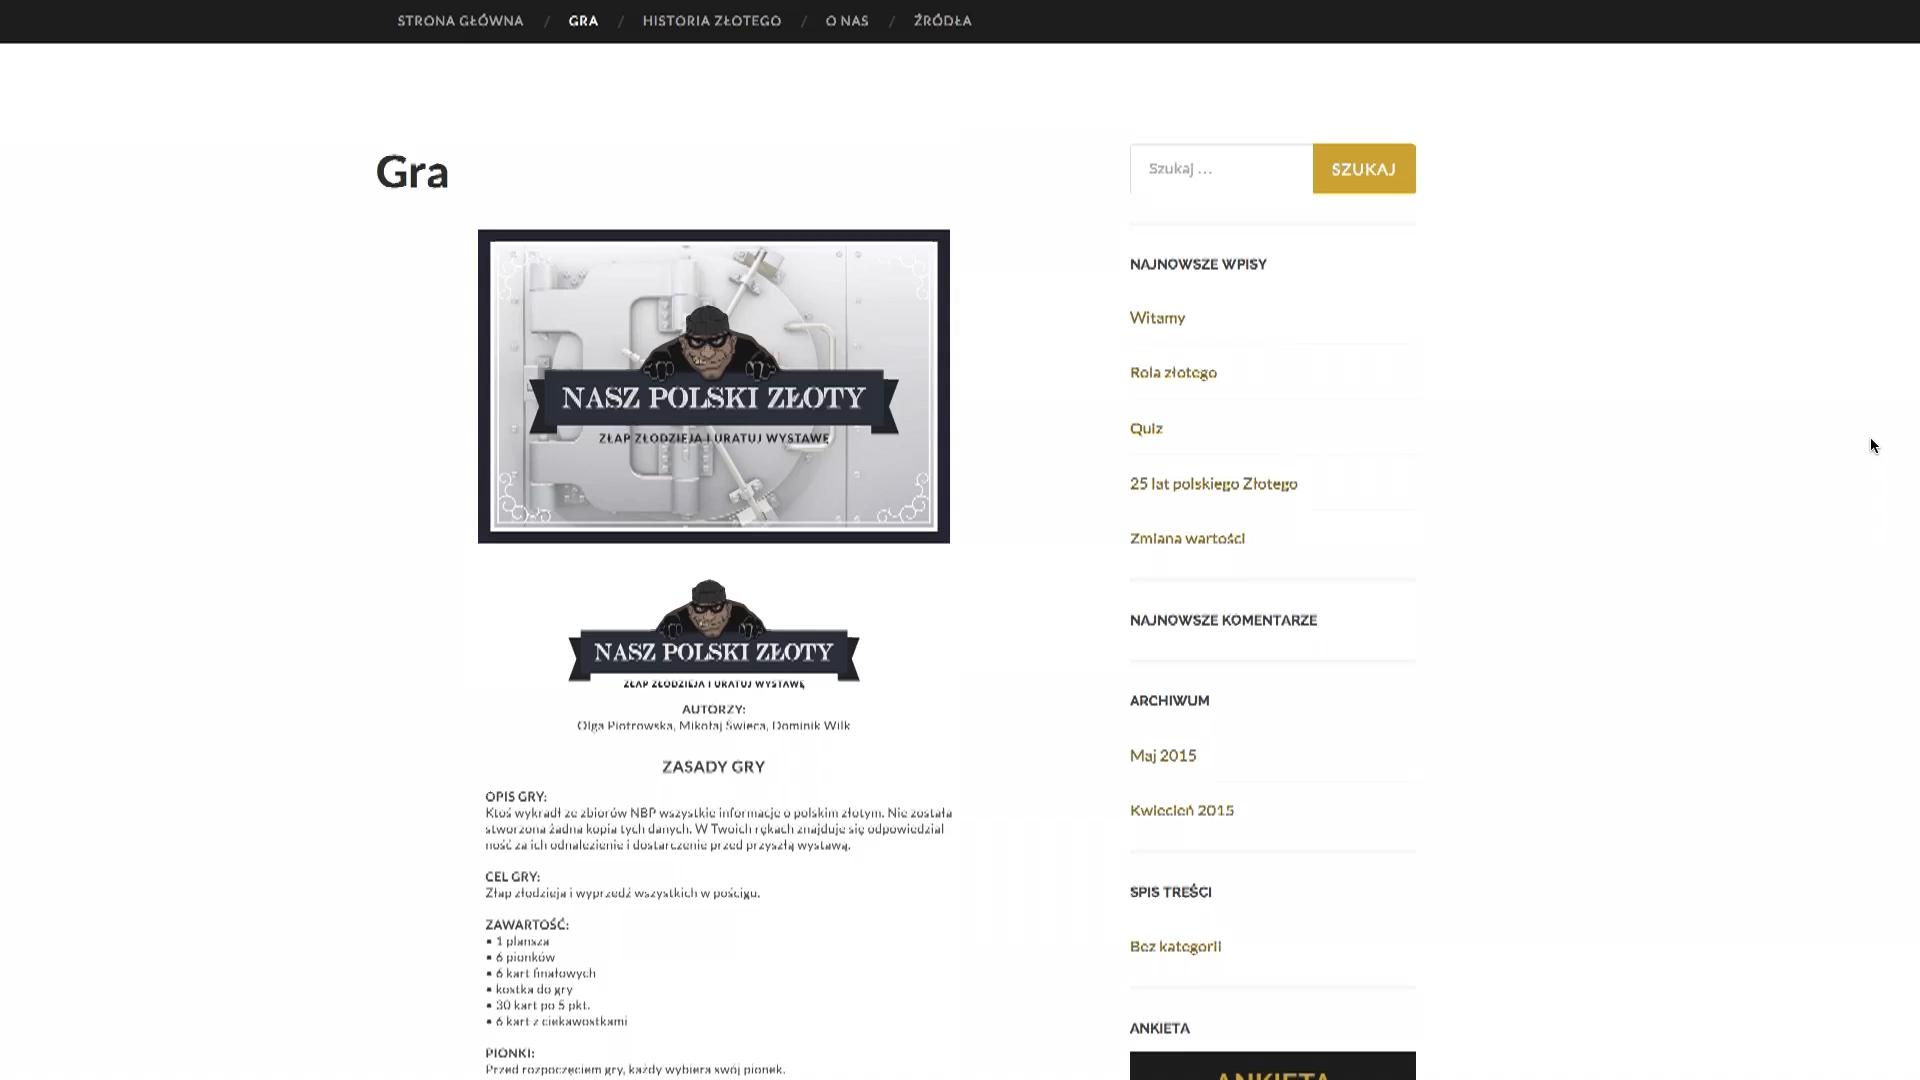 STRONA GŁÓWNA / GRA / HISTORIA ZŁOTEGO / O NAS / ŹRÓDŁA
Gra
NASZ POLSKI ZŁOTY
ZŁAP ZŁODZIEJA I URATUJ WYSTAWĘ
NASZ POLSKI ZŁOTY
ZŁAP ZŁODZIEJA I URATUJ WYSTAWĘ
AUTORZY:
Olga Piotrowska, Mikołaj Święca, Dominik Wilk
ZASADY GRY
OPIS GRY:
Ktoś wykradł ze zbiorów NBP wszystkie informacje o polskim złotym. Nie została
stworzona żadna kopia tych danych. W Twoich rękach znajduje się odpowiedzial
ność za ich odnalezienie i dostarczenie przed przyszłą wystawą.
CEL GRY:
Złap złodzieja i wyprzedź wszystkich w pościgu.
ZAWARTOŚĆ:
• 1 plansza
• 6 pionków
• 6 kart finałowych
• kostka do gry
• 30 kart po 5 pkt.
• 6 kart z ciekawostkami
PIONKI:
Przed rozpoczęciem gry, każdy wybiera swój pionek.
Szukaj ...
SZUKAJ
NAJNOWSZE WPISY
Witamy
Rola złotego
Quiz
25 lat polskiego Złotego
Zmiana wartości
NAJNOWSZE KOMENTARZE
ARCHIWUM
Maj 2015
Kwiecień 2015
SPIS TREŚCI
Bez kategorii
ANKIETA
ANKIETA